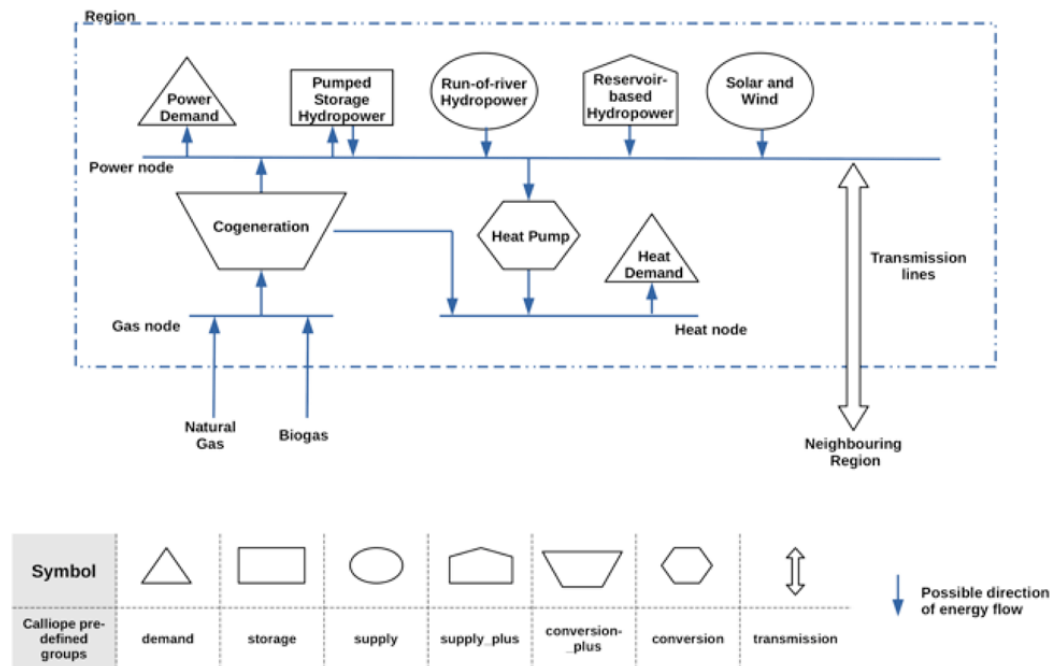 Region
Power
Demand
Pumped
Storage
Hydropower
Run-of-river
Hydropower
Reservoir-
based
Hydropower
Solar and
Wind
Power node
Cogeneration
Heat Pump
Heat
Demand
Transmission
lines
Gas node
Heat node
Natural
Gas
Biogas
Neighbouring
Region
Symbol
Calliope pre-
defined
groups
demand
storage
supply
supply_plus
conversion-
_plus
conversion
transmission
Possible direction
of energy flow